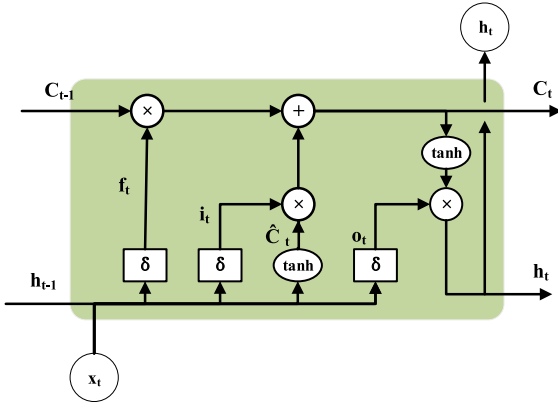 hₜ
Cₜ₋₁
Cₜ
×
+
tanh
fₜ
iₜ
×
Ĉ ₜ
oₜ
×
δ
δ
tanh
δ
hₜ₋₁
hₜ
xₜ